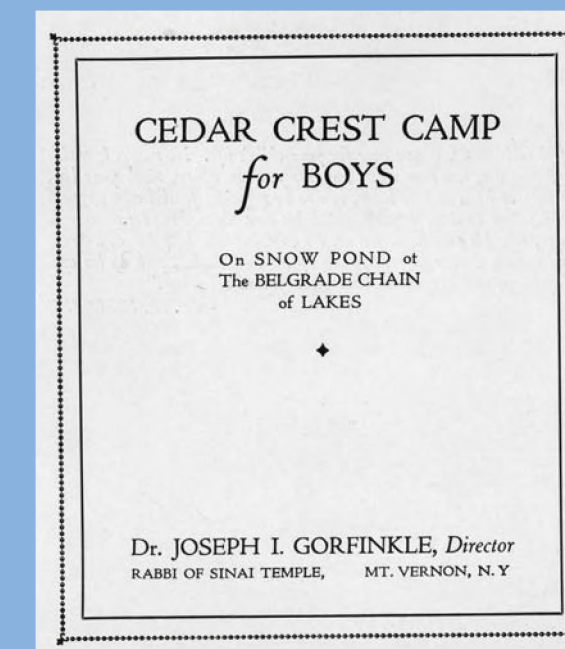 CEDAR CREST CAMP
for BOYS
On SNOW POND ot
The BELGRADE CHAIN
of LAKES
Dr. JOSEPH I. GORFINKLE, Director
RABBI OF SINAI TEMPLE, MT. VERNON, N. Y